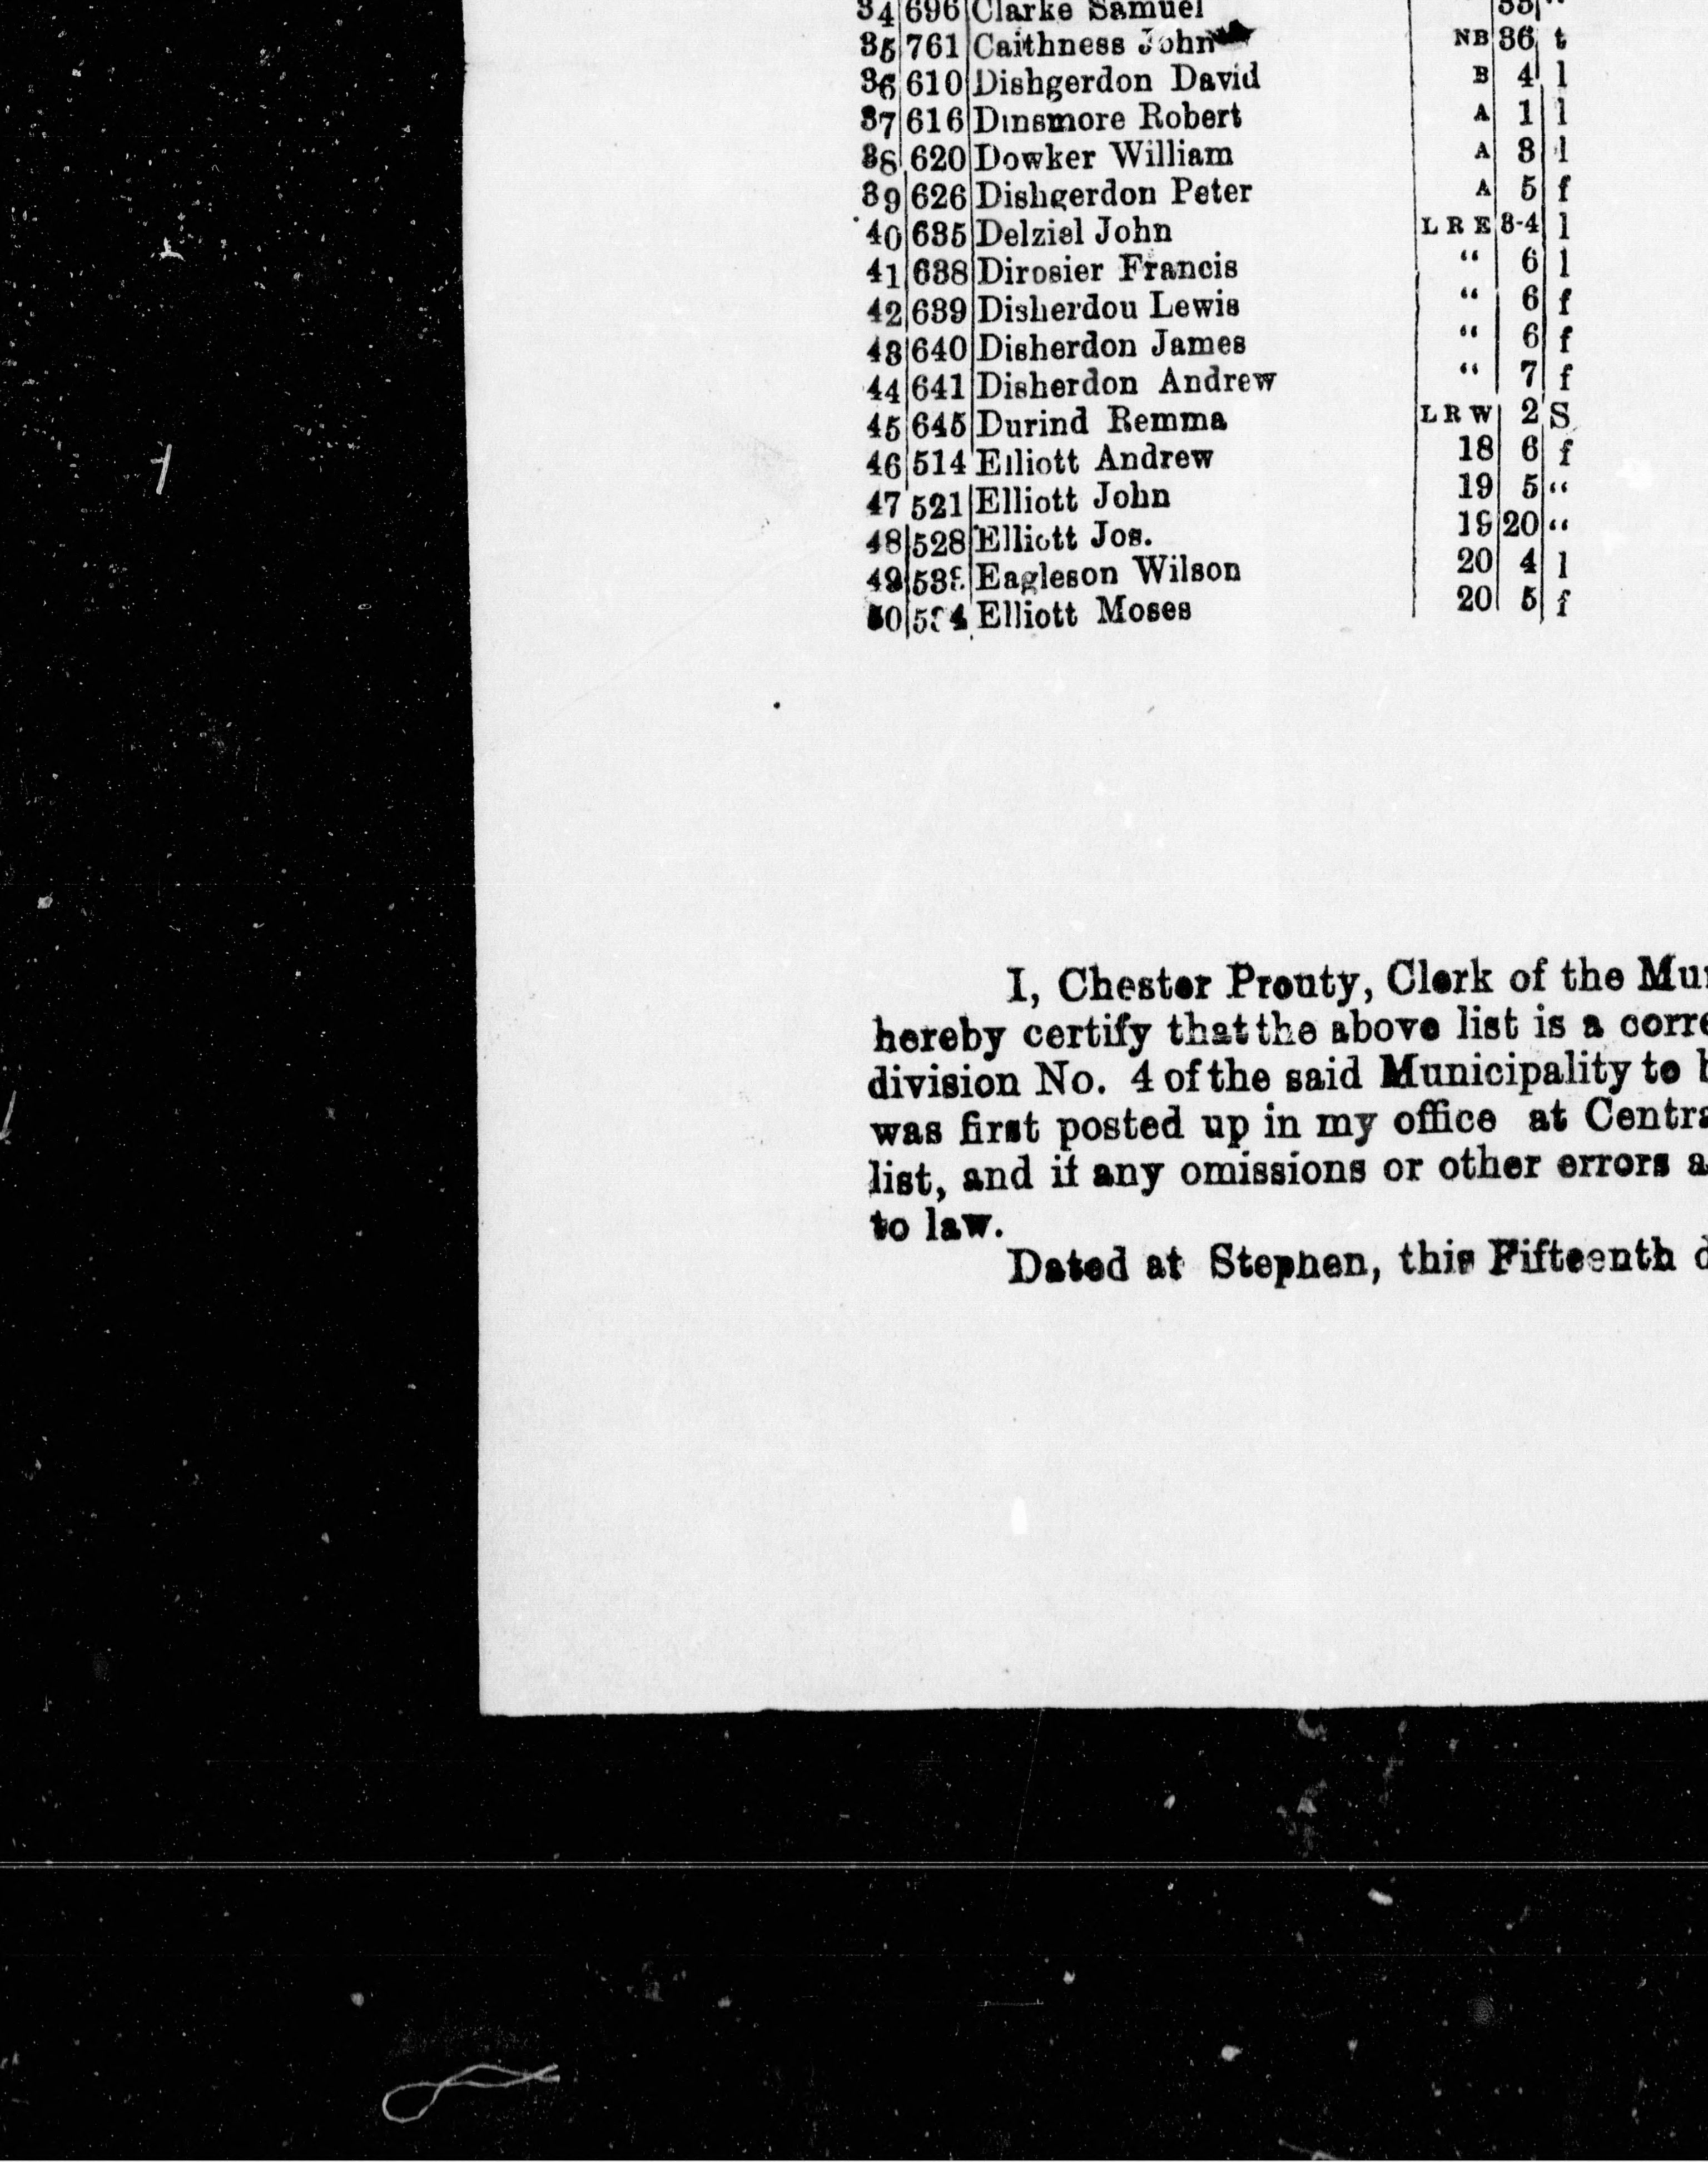 34 696 Clarke Samuel 35 "
35 761 Caithness John NB 36 t
36 610 Dishgerdon David B 4 l
37 616 Dinsmore Robert A 1 l
38 620 Dowker William A 3 l
39 626 Dishgerdon Peter A 5 f
40 635 Delziel John L R E 3-4 l
41 638 Dirosier Francis “ 6 l
42 639 Disherdou Lewis “ 6 f
43 640 Disherdon James “ 6 f
44 641 Disherdon Andrew “ 7 f
45 645 Durind Remma L R W 2 S
46 514 Elliott Andrew 18 6 f
47 521 Elliott John 19 5 “
48 528 Elliott Jos. 19 20 “
49 Eagleson Wilson 20 4 l
50 Elliott Moses 20 5 f
I, Chester Prouty, Clerk of the
hereby certify that the above list is a
division No. 4 of the said Municipality to
was first posted up in my office at
list, and if any omissions or other errors
to law.
Dated at Stephen, this Fifteenth